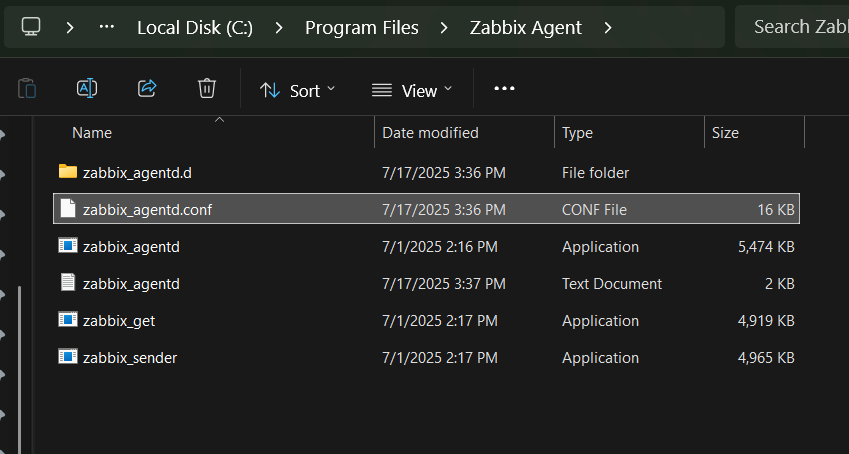 Local Disk (C:) Program Files Zabbix Agent
Sort View
Name Date modified Type Size
zabbix_agentd.d 7/17/2025 3:36 PM File folder
zabbix_agentd.conf 7/17/2025 3:36 PM CONF File 16 KB
zabbix_agentd 7/1/2025 2:16 PM Application 5,474 KB
zabbix_agentd 7/17/2025 3:37 PM Text Document 2 KB
zabbix_get 7/1/2025 2:17 PM Application 4,919 KB
zabbix_sender 7/1/2025 2:17 PM Application 4,965 KB